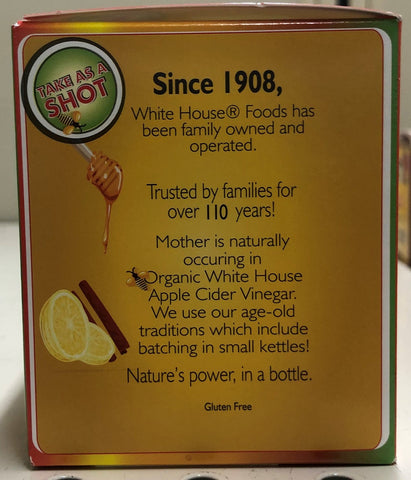 TAKE AS A
SHOT
Since 1908,
White House® Foods has
been family owned and
operated.
Trusted by families for
over 110 years!
Mother is naturally
occuring in
Organic White House
Apple Cider Vinegar.
We use our age-old
traditions which include
batching in small kettles!
Nature's power, in a bottle.
Gluten Free